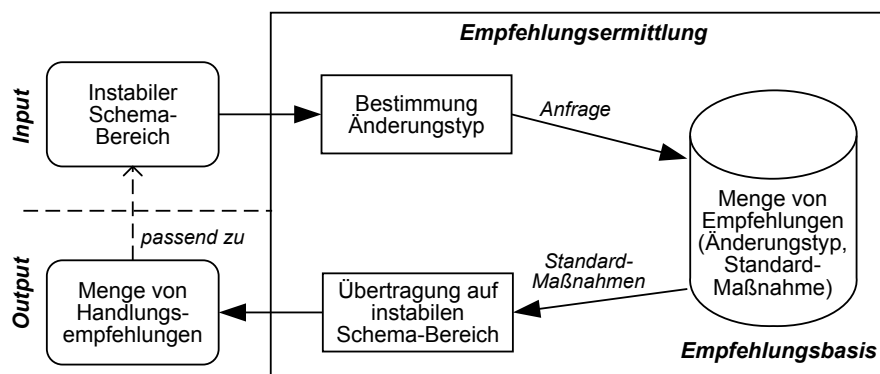 Empfehlungsermittlung
Input
Instabiler
Schema-
Bereich
Bestimmung
Änderungstyp
Anfrage
Menge von
Empfehlungen
(Änderungstyp,
Standard-
Maßnahme)
Empfehlungsbasis
passend zu
Output
Menge von
Handlungs-
empfehlungen
Übertragung auf
instabilen
Schema-Bereich
Standard-
Maßnahmen